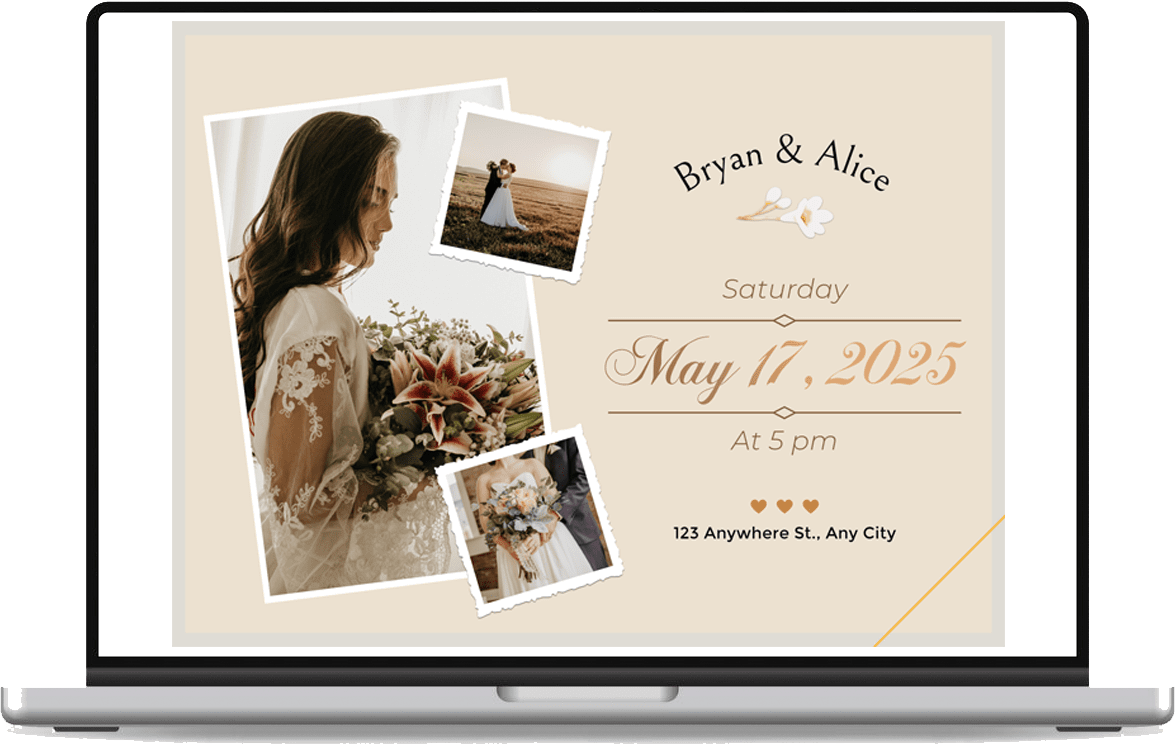 Bryan & Alice
Saturday
May 17, 2025
At 5 pm
123 Anywhere St., Any City